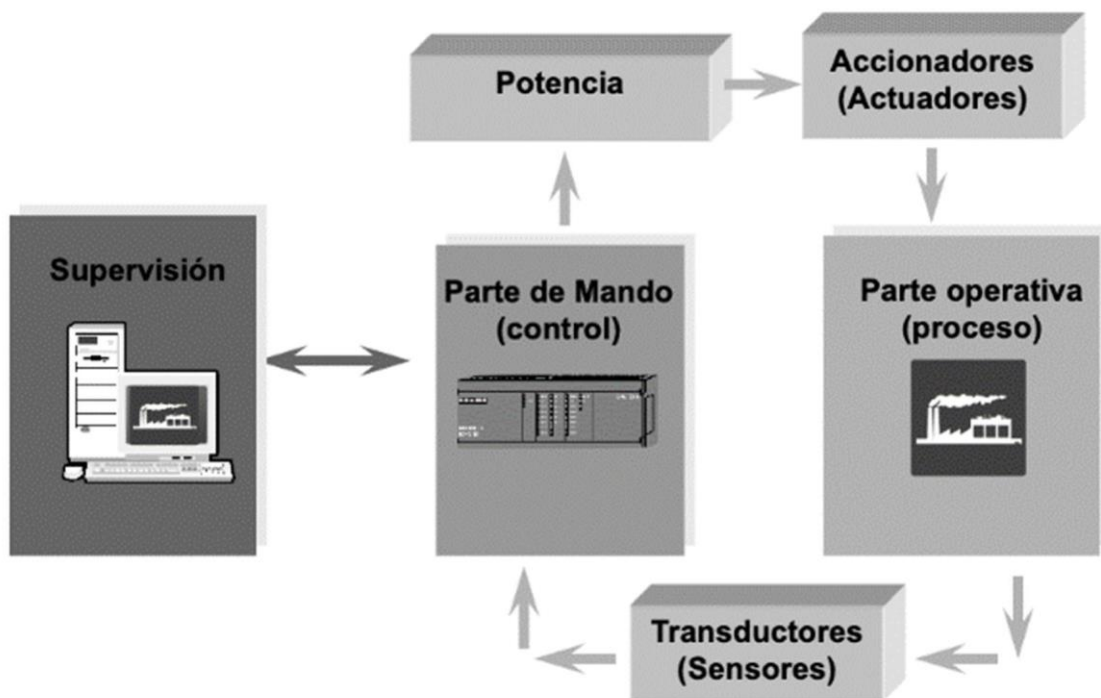 Potencia
Accionadores
(Actuadores)
Supervisión
Parte de Mando
(control)
Parte operativa
(proceso)
Transductores
(Sensores)